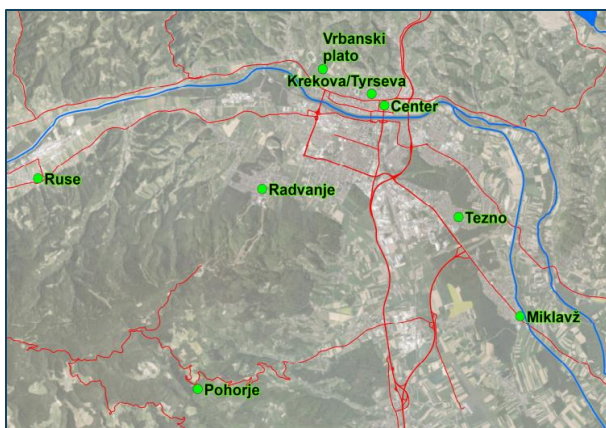 Vrbanski
plato
Krekova/Tyrseva
Center
Ruse
Radvanje
Tezno
Miklavž
Pohorje